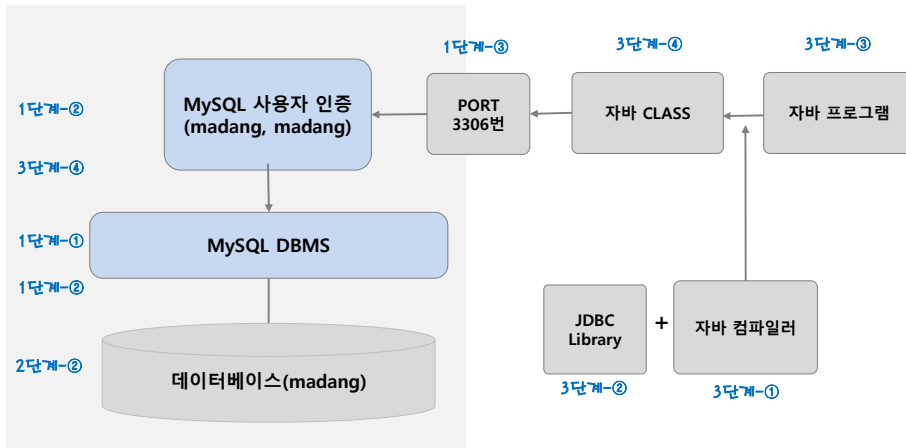 1단계-③
3단계-④
3단계-③
1단계-②
MySQL 사용자 인증
(madang, madang)
PORT
3306번
자바 CLASS
자바 프로그램
3단계-④
1단계-①
MySQL DBMS
1단계-②
JDBC
Library
+
자바 컴파일러
2단계-②
데이터베이스(madang)
3단계-②
3단계-①